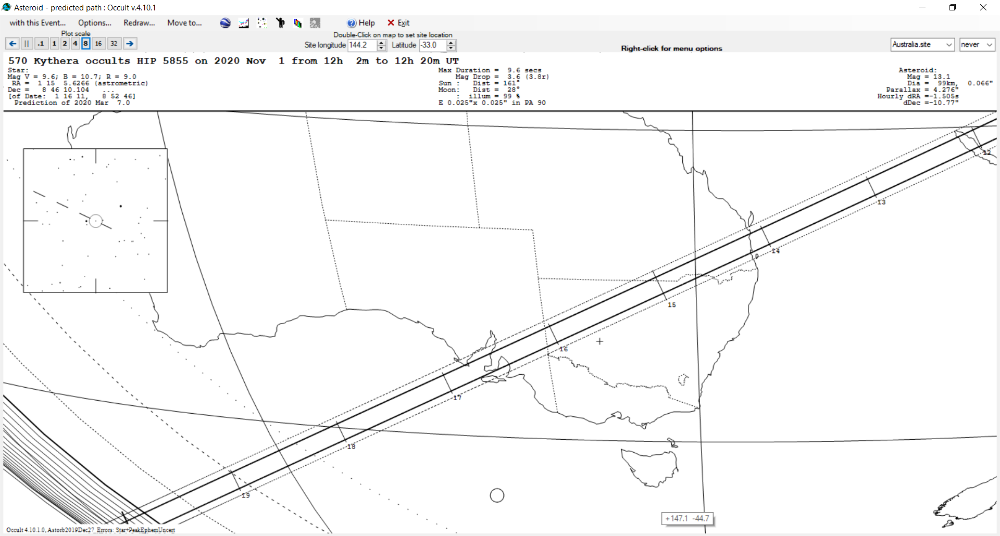 Asteroid - predicted path : Occult v.4.10.1
with this Event... Options... Redraw... Move to... Help Exit
Plot scale
.1 1 2 4 8 16 32
Double-Click on map to set site location
Site longitude 144.2 Latitude -33.0
Right-click for menu options
Australia.site never
570 Kythera occults HIP 5855 on 2020 Nov 1 from 12h 2m to 12h 20m UT
Star:
Mag V = 9.6; B = 10.7; R = 9.0
RA = 1 15 5.6266 (astrometric)
Dec = 8 46 10.104 ...
[of Date: 1 16 11, 8 52 46]
Prediction of 2020 Mar 7.0
Max Duration = 9.6 secs
Mag Drop = 3.6 (3.8r)
Sun : Dist = 161°
Moon: Dist = 28°
: illum = 99 %
E 0.025"x 0.025" in PA 90
Asteroid:
Mag = 13.1
Dia = 99km, 0.066"
Parallax = 4.276"
Hourly dRA =-1.505s
dDec =-10.77"
12
13
14
15
16
17
18
19
+147.1 -44.7
Occult 4.10.1.0, Astorb2019Dec27 Errors: Star+PeakEphemUncert